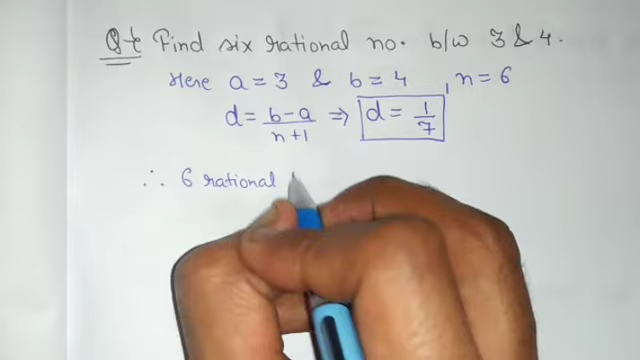 Q1 Find six rational no. b/w 3 & 4.
Here a = 3 & b = 4 , n = 6
d = b-a / n+1 ⇒ d = 1/7
∴ 6 rational